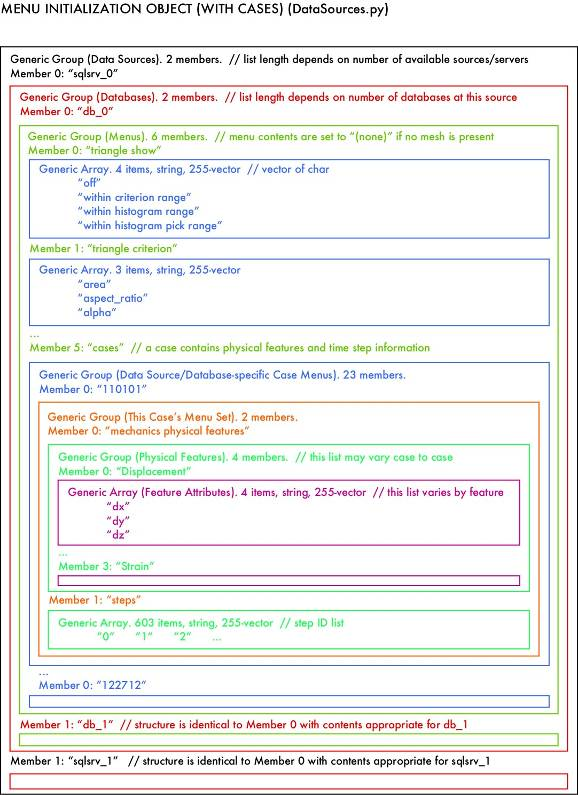 MENU INITIALIZATION OBJECT (WITH CASES) (DataSources.py)
Generic Group (Data Sources). 2 members.  // list length depends on number of available sources/servers
Member 0: "sqlsrv_0"
Generic Group (Databases). 2 members.  // list length depends on number of databases at this source
Member 0: "db_0"
Generic Group (Menus). 6 members.  // menu contents are set to "(none)" if no mesh is present
Member 0: "triangle show"
Generic Array. 4 items, string, 255-vector  // vector of char
"off"
"within criterion range"
"within histogram range"
"within histogram pick range"
Member 1: "triangle criterion"
Generic Array. 3 items, string, 255-vector
"area"
"aspect_ratio"
"alpha"
...
Member 5: "cases"  // a case contains physical features and time step information
Generic Group (Data Source/Database-specific Case Menus). 23 members.
Member 0: "110101"
Generic Group (This Case's Menu Set). 2 members.
Member 0: "mechanics physical features"
Generic Group (Physical Features). 4 members.  // this list may vary case to case
Member 0: "Displacement"
Generic Array (Feature Attributes). 4 items, string, 255-vector  // this list varies by feature
"dx"
"dy"
"dz"
...
Member 3: "Strain"
Member 1: "steps"
Generic Array. 603 items, string, 255-vector  // step ID list
"0"  "1"  "2"  ...
...
Member 0: "122712"
Member 1: "db_1"  // structure is identical to Member 0 with contents appropriate for db_1
Member 1: "sqlsrv_1"  // structure is identical to Member 0 with contents appropriate for sqlsrv_1